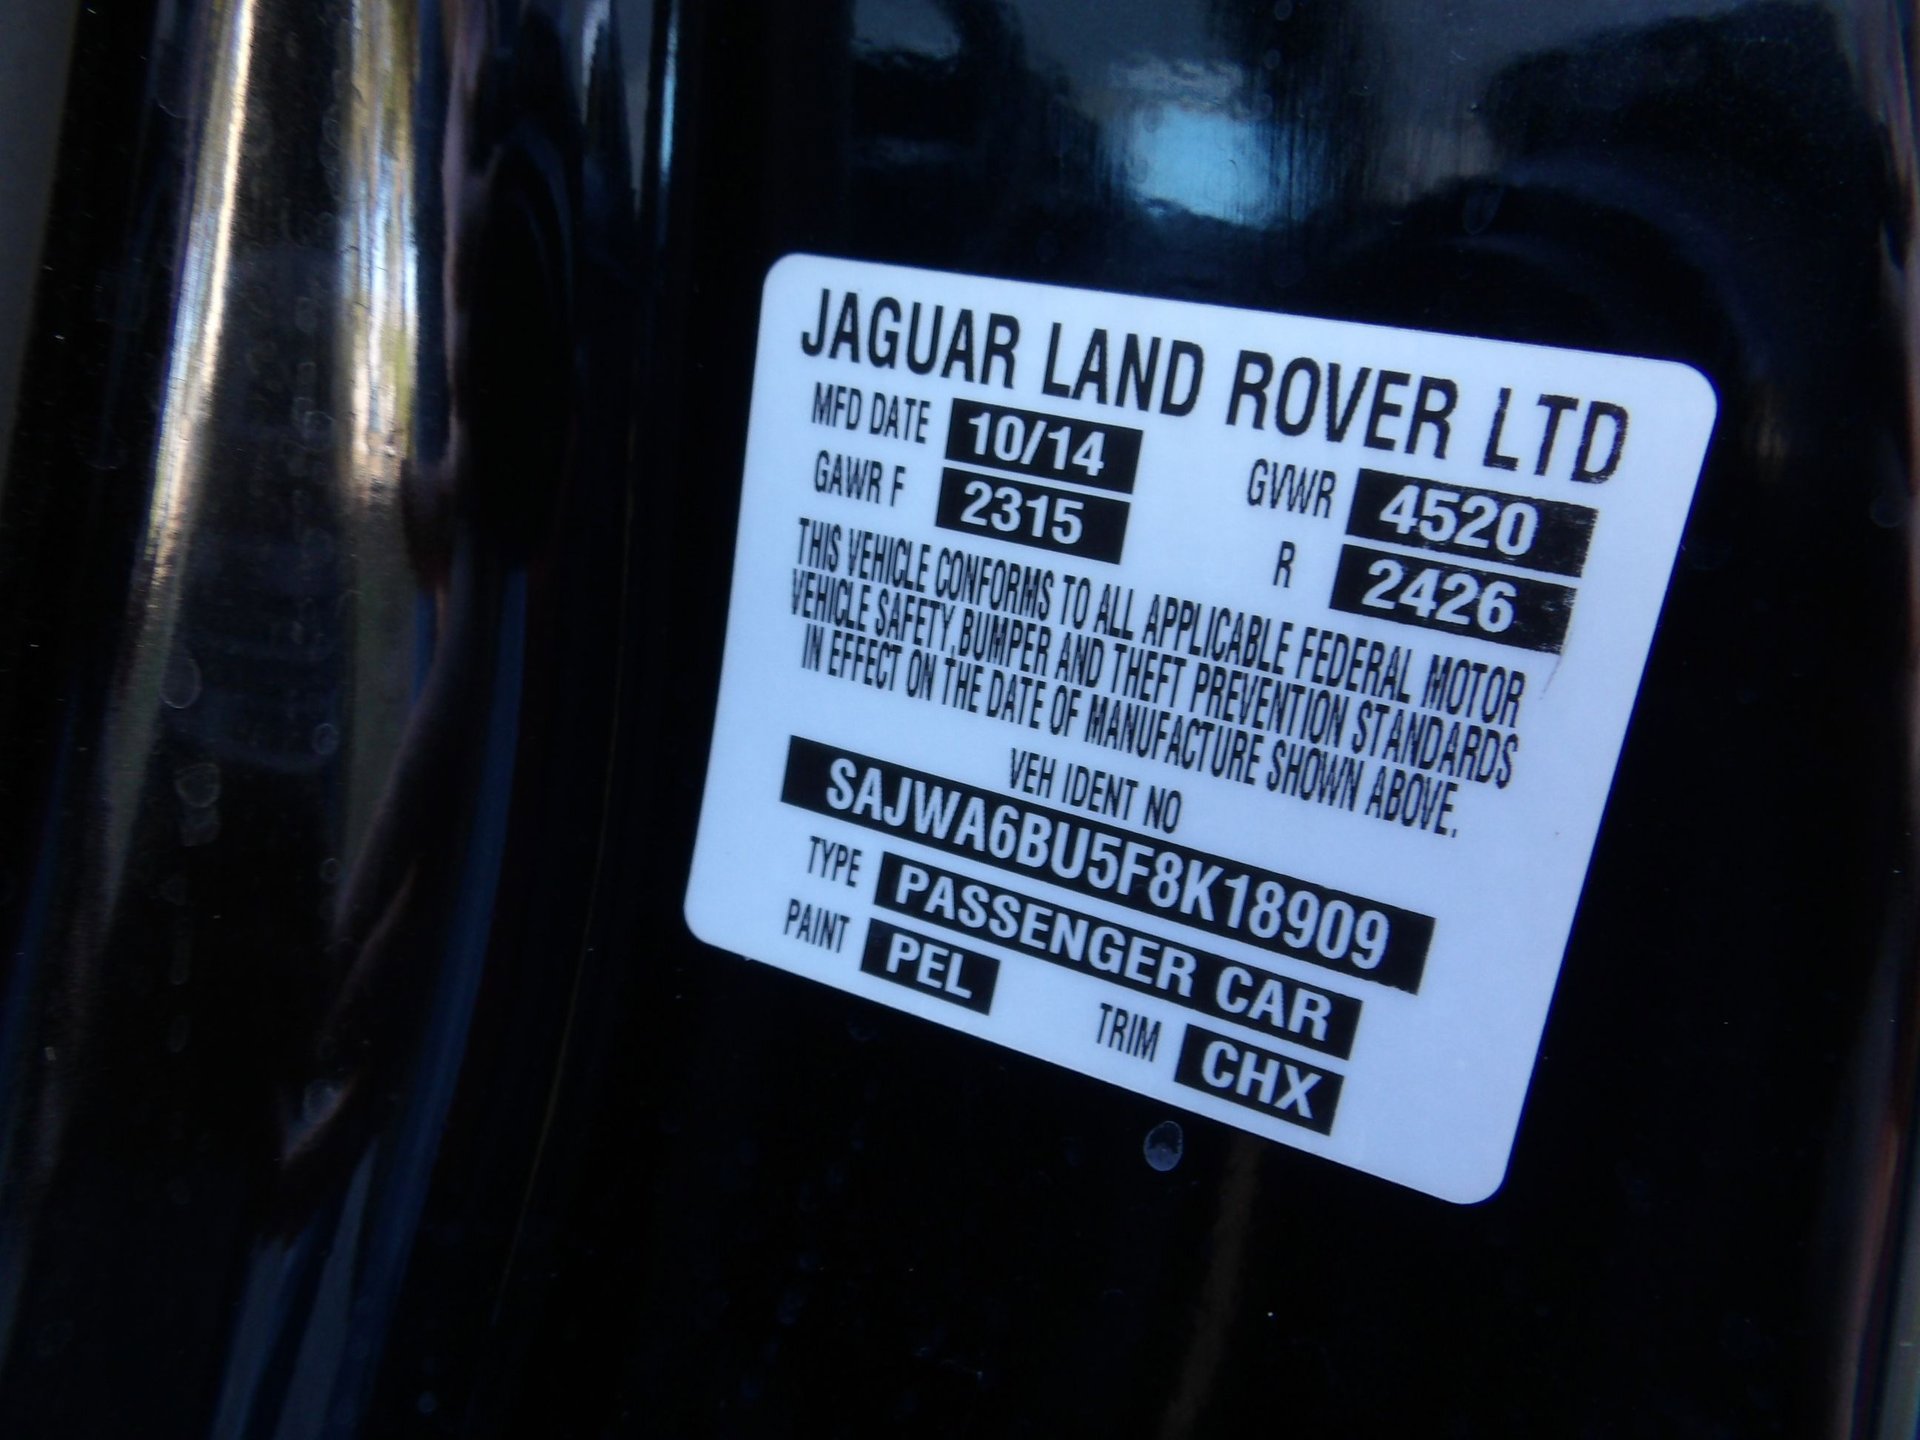 JAGUAR LAND ROVER LTD
MFD DATE 10/14 GVWR 4520
GAWR F 2315 R 2426
THIS VEHICLE CONFORMS TO ALL APPLICABLE FEDERAL MOTOR
VEHICLE SAFETY, BUMPER AND THEFT PREVENTION STANDARDS
IN EFFECT ON THE DATE OF MANUFACTURE SHOWN ABOVE.
VEH IDENT NO
SAJWA6BU5F8K18909
TYPE PASSENGER CAR
PAINT PEL TRIM CHX